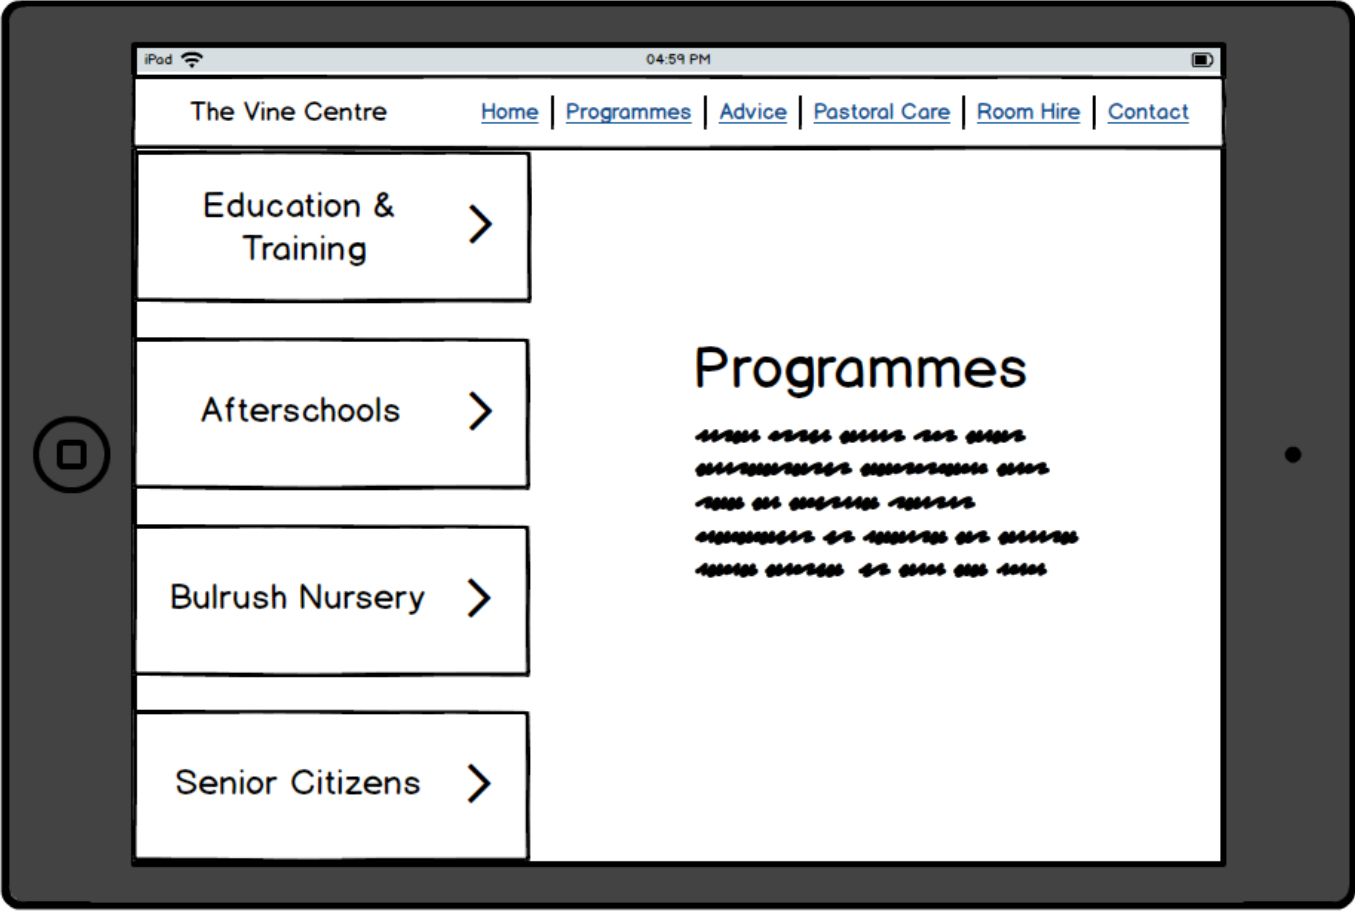 iPad 04:59 PM
The Vine Centre Home Programmes Advice Pastoral Care Room Hire Contact
Education &
Training
Afterschools
Bulrush Nursery
Senior Citizens
Programmes